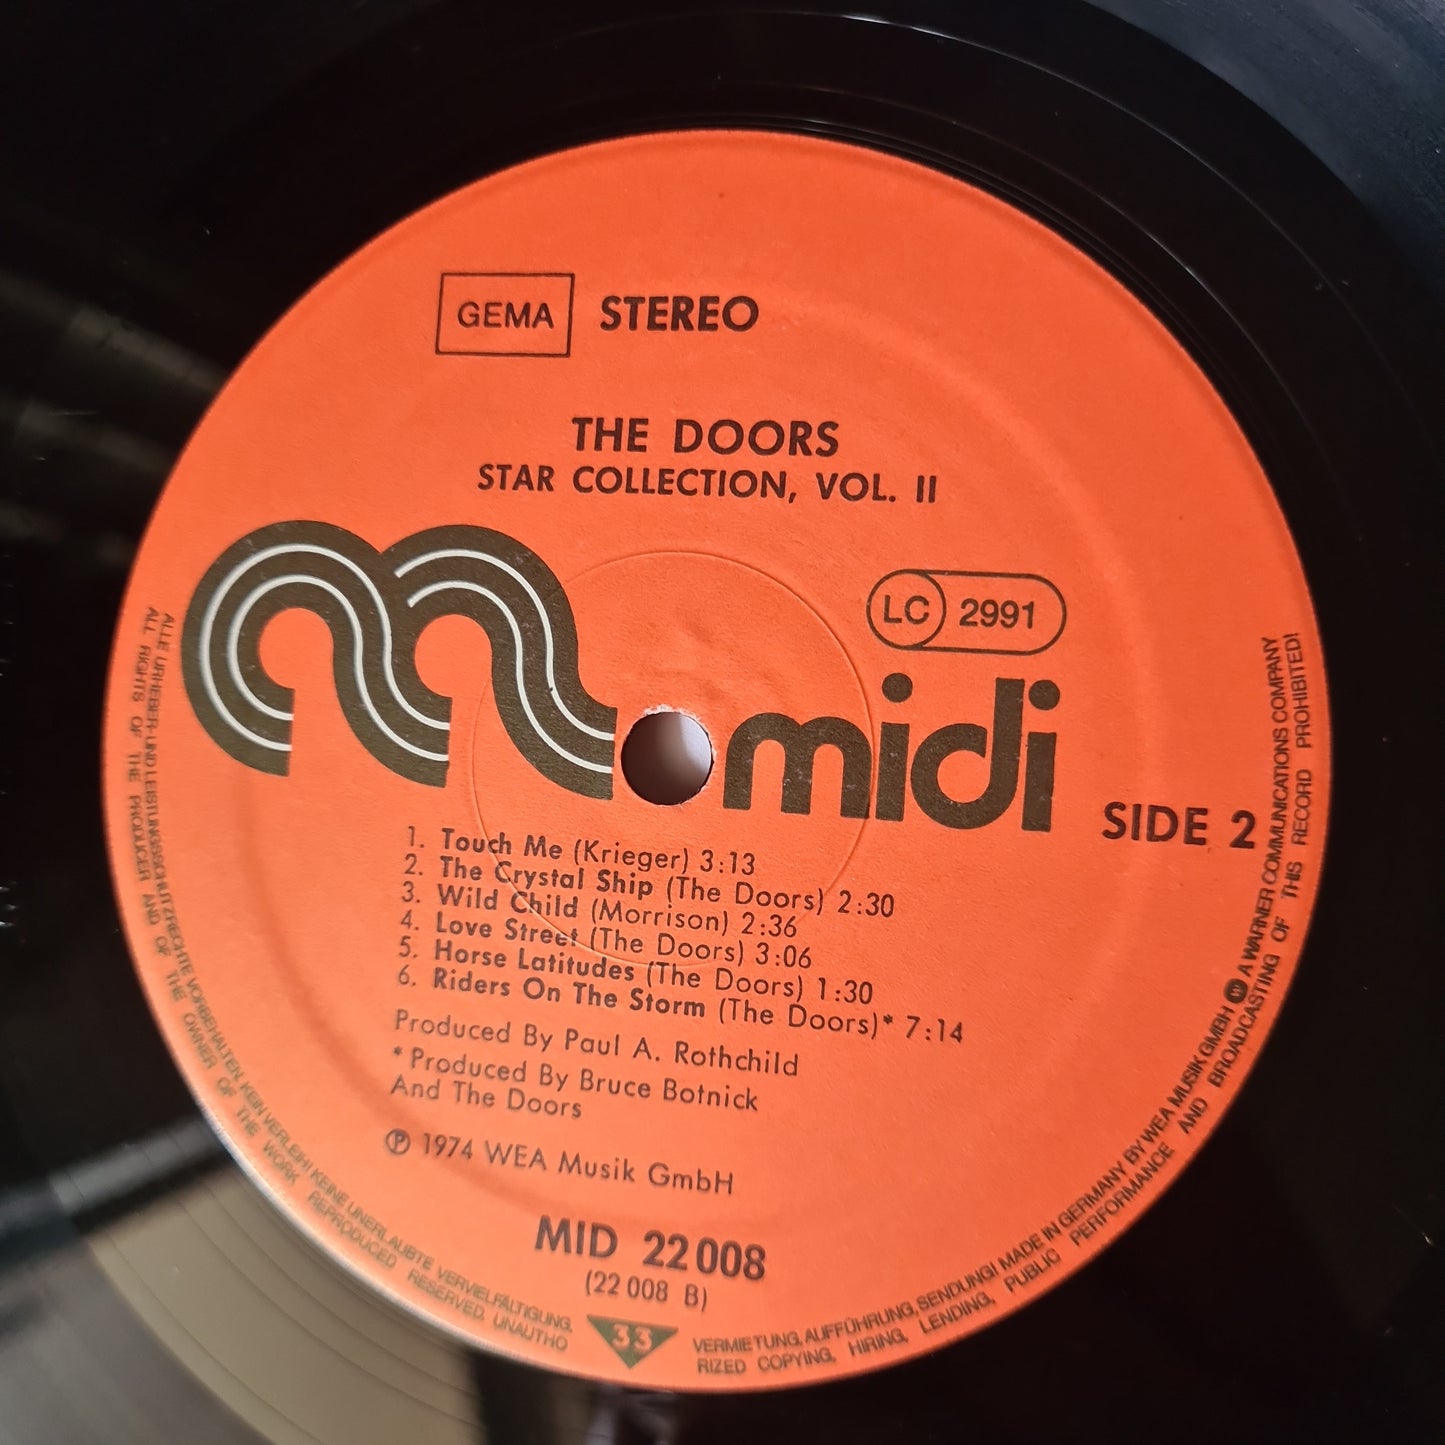 GEMA STEREO
THE DOORS
STAR COLLECTION, VOL. II
LC 2991
midi
SIDE 2
1. Touch Me (Krieger) 3:13
2. The Crystal Ship (The Doors) 2:30
3. Wild Child (Morrison) 2:36
4. Love Street (The Doors) 3:06
5. Horse Latitudes (The Doors) 1:30
6. Riders On The Storm (The Doors)* 7:14
Produced By Paul A. Rothchild
* Produced By Bruce Botnick
And The Doors
℗ 1974 WEA Musik GmbH
MID 22 008
(22 008 B)
33
ALLE URHEBER- UND LEISTUNGSSCHUTZRECHTE VORBEHALTEN. KEIN VERLEIH! KEINE UNERLAUBTE VERVIELFÄLTIGUNG, VERMIETUNG, AUFFÜHRUNG, SENDUNG! MADE IN GERMANY BY WEA MUSIK GMBH A WARNER COMMUNICATIONS COMPANY
ALL RIGHTS OF THE PRODUCER AND OF THE OWNER OF THE WORK REPRODUCED RESERVED. UNAUTHORIZED COPYING, HIRING, LENDING, PUBLIC PERFORMANCE AND BROADCASTING OF THIS RECORD PROHIBITED!